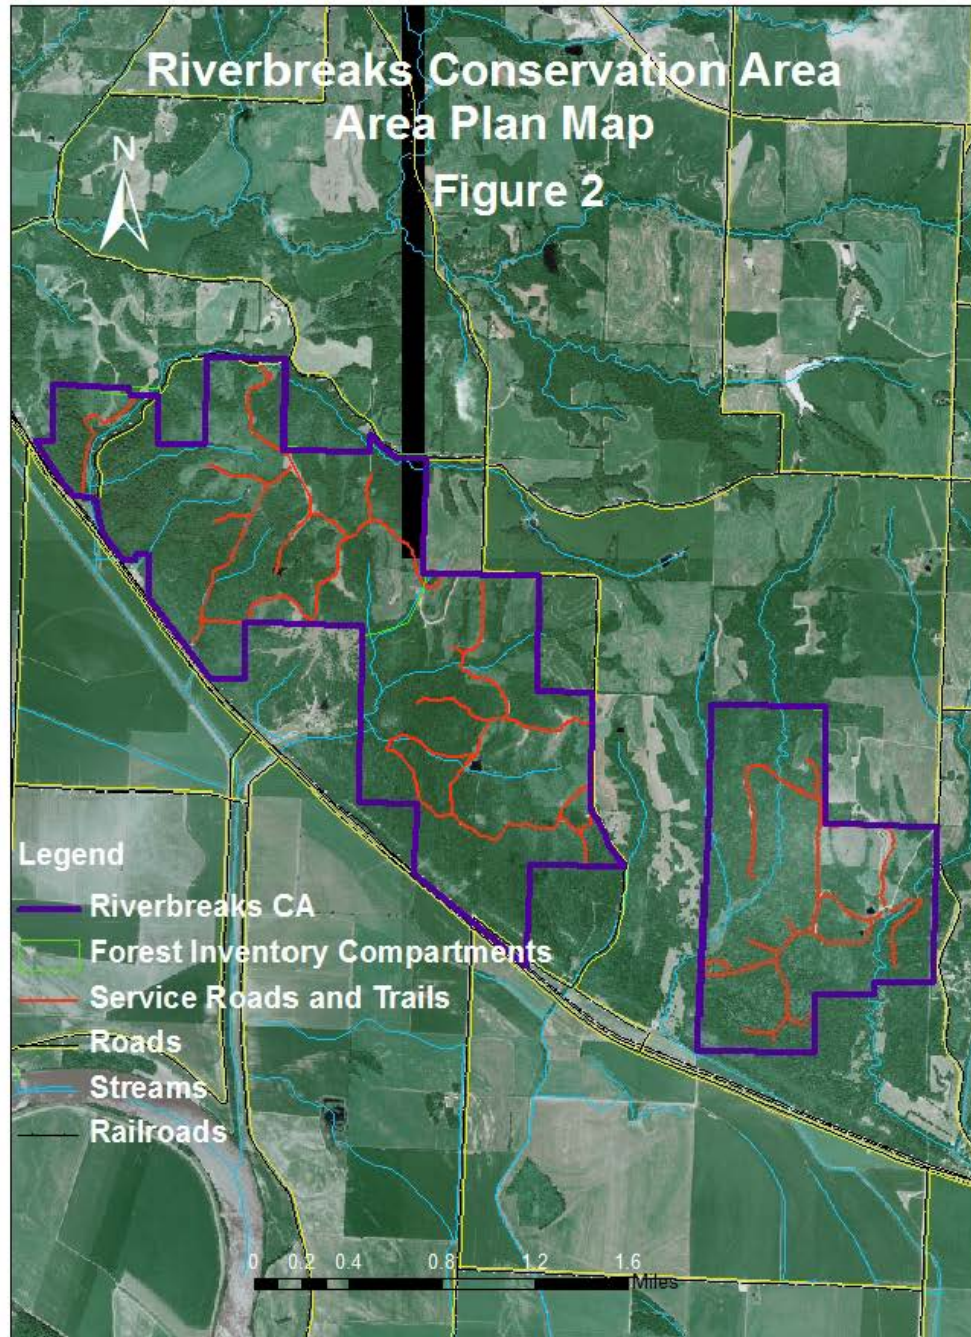 Riverbreaks Conservation Area
Area Plan Map
Figure 2
N
Legend
Riverbreaks CA
Forest Inventory Compartments
Service Roads and Trails
Roads
Streams
Railroads
0 0.2 0.4 0.8 1.2 1.6
Miles